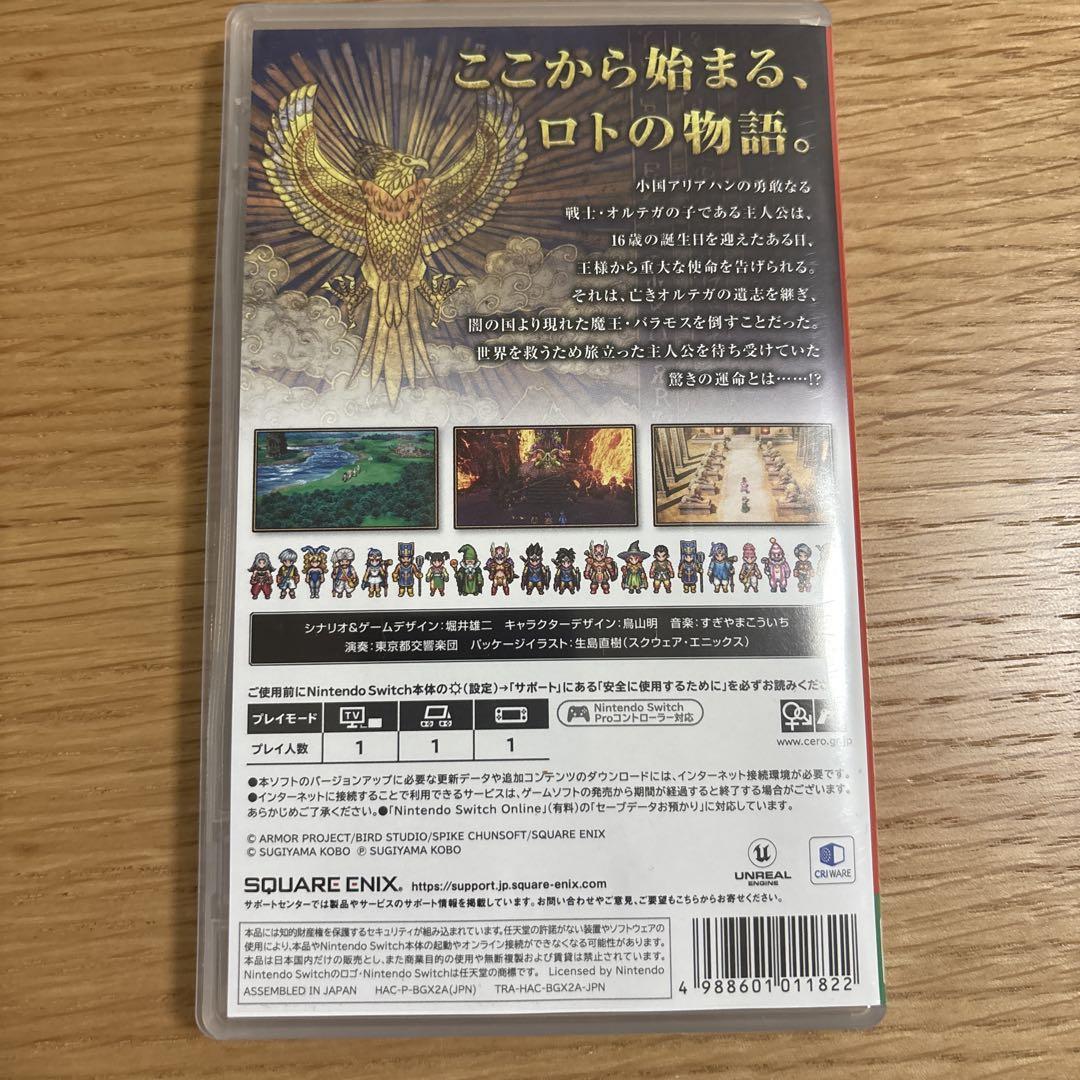 ここから始まる、
ロトの物語。
小国アリアハンの勇敢なる
戦士・オルテガの子である主人公は、
16歳の誕生日を迎えたある日、
王様から重大な使命を告げられる。
それは、亡きオルテガの遺志を継ぎ、
闇の国より現れた魔王・バラモスを倒すことだった。
世界を救うため旅立った主人公を待ち受けていた
驚きの運命とは……!?
シナリオ&ゲームデザイン:堀井雄二 キャラクターデザイン:鳥山明 音楽:すぎやまこういち
演奏:東京都交響楽団 パッケージイラスト:生島直樹(スクウェア・エニックス)
ご使用前にNintendo Switch本体の(設定)→「サポート」にある「安全に使用するために」を必ずお読みくださ
プレイモード TV
Nintendo Switch
Proコントローラー対応
プレイ人数 1 1 1
www.cero.gr.jp
●本ソフトのバージョンアップに必要な更新データや追加コンテンツのダウンロードには、インターネット接続環境が必要です。
●インターネットに接続することで利用できるサービスは、ゲームソフトの発売から期間が経過すると終了する場合がございます。
あらかじめご了承ください。●「Nintendo Switch Online」(有料)の「セーブデータお預かり」に対応しています。
© ARMOR PROJECT/BIRD STUDIO/SPIKE CHUNSOFT/SQUARE ENIX
© SUGIYAMA KOBO ℗ SUGIYAMA KOBO
UNREAL
ENGINE
CRIWARE
SQUARE ENIX. https://support.jp.square-enix.com
サポートセンターでは製品やサービスのサポート情報を掲載しています。お問い合わせやご意見、ご要望もこちらからお寄せください。
本品には知的財産権を保護するセキュリティが組み込まれています。任天堂の許諾がない装置やソフトウェアの
使用により、本品やNintendo Switch本体の起動やオンライン接続ができなくなる可能性があります。
本品は日本国内だけの販売とし、また商業目的の使用や無断複製および賃貸は禁止されています。
Nintendo Switchのロゴ・Nintendo Switchは任天堂の商標です。 Licensed by Nintendo
ASSEMBLED IN JAPAN HAC-P-BGX2A(JPN) TRA-HAC-BGX2A-JPN
4 988601 011822